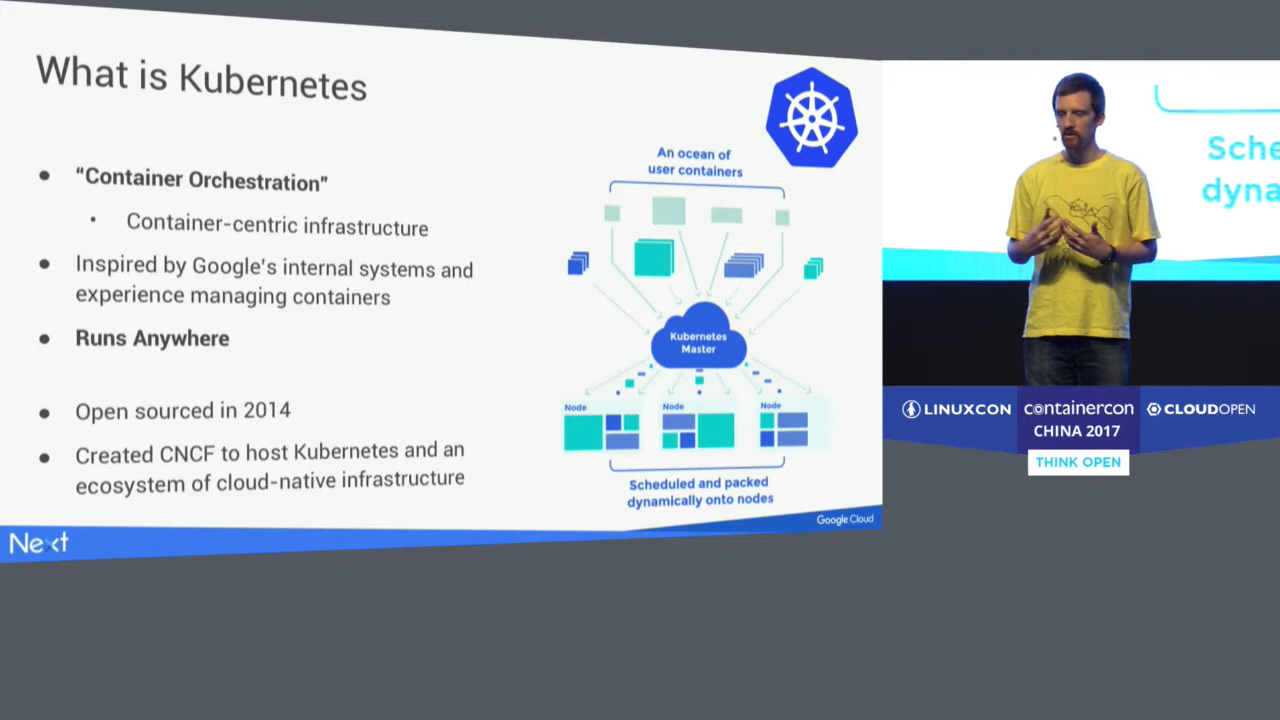 What is Kubernetes
“Container Orchestration”
Container-centric infrastructure
Inspired by Google's internal systems and
experience managing containers
Runs Anywhere
Open sourced in 2014
Created CNCF to host Kubernetes and an
ecosystem of cloud-native infrastructure
An ocean of
user containers
Kubernetes
Master
Node
Node
Node
Scheduled and packed
dynamically onto nodes
Next
Google Cloud
Sche
dyna
LINUXCON
containercon
CHINA 2017
CLOUDOPEN
THINK OPEN